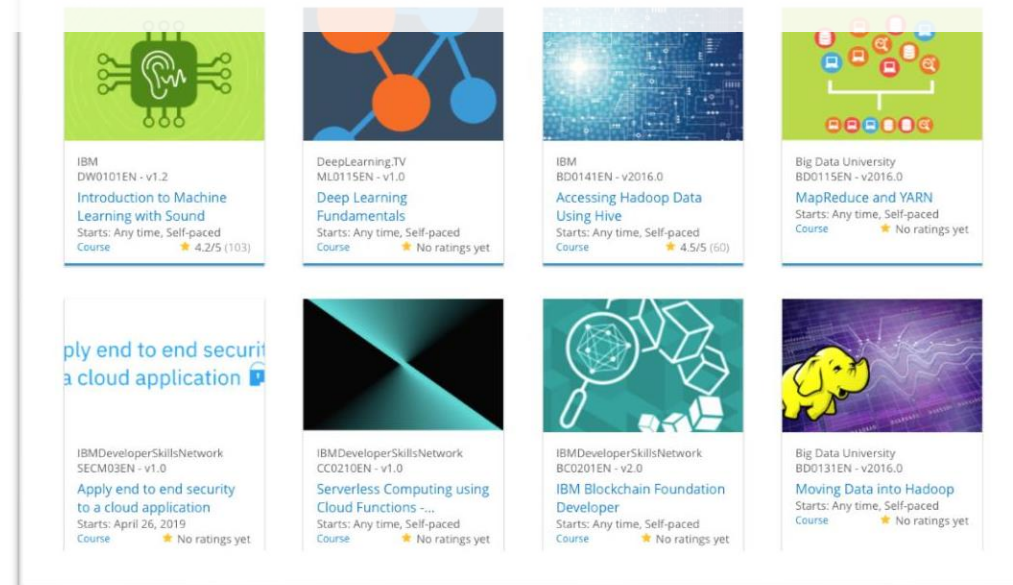 IBM
DW0101EN - v1.2
Introduction to Machine
Learning with Sound
Starts: Any time, Self-paced
Course ★ 4.2/5 (103)
DeepLearning.TV
ML0115EN - v1.0
Deep Learning
Fundamentals
Starts: Any time, Self-paced
Course ★ No ratings yet
IBM
BD0141EN - v2016.0
Accessing Hadoop Data
Using Hive
Starts: Any time, Self-paced
Course ★ 4.5/5 (60)
Big Data University
BD0115EN - v2016.0
MapReduce and YARN
Starts: Any time, Self-paced
Course ★ No ratings yet
ply end to end securit
a cloud application
IBMDeveloperSkillsNetwork
SECM03EN - v1.0
Apply end to end security
to a cloud application
Starts: April 26, 2019
Course ★ No ratings yet
IBMDeveloperSkillsNetwork
CC0210EN - v1.0
Serverless Computing using
Cloud Functions -...
Starts: Any time, Self-paced
Course ★ No ratings yet
IBMDeveloperSkillsNetwork
BC0201EN - v2.0
IBM Blockchain Foundation
Developer
Starts: Any time, Self-paced
Course ★ No ratings yet
Big Data University
BD0131EN - v2016.0
Moving Data into Hadoop
Starts: Any time, Self-paced
Course ★ No ratings yet